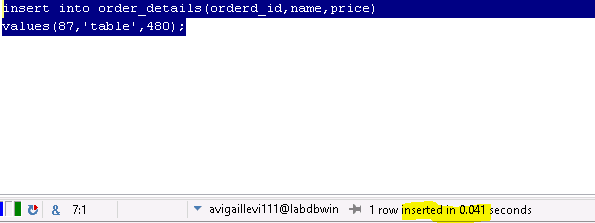 insert into order_details(orderd_id,name,price)
values(87,'table',480);
& 7:1 avigaillevi111@labdbwin 1 row inserted in 0.041 seconds